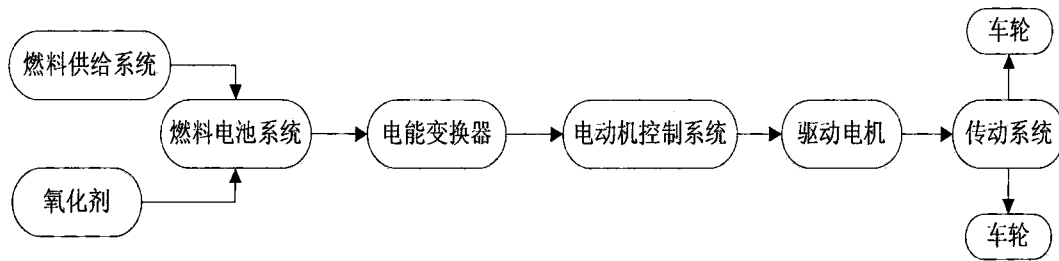 燃料供给系统
氧化剂
燃料电池系统
电能变换器
电动机控制系统
驱动电机
传动系统
车轮
车轮